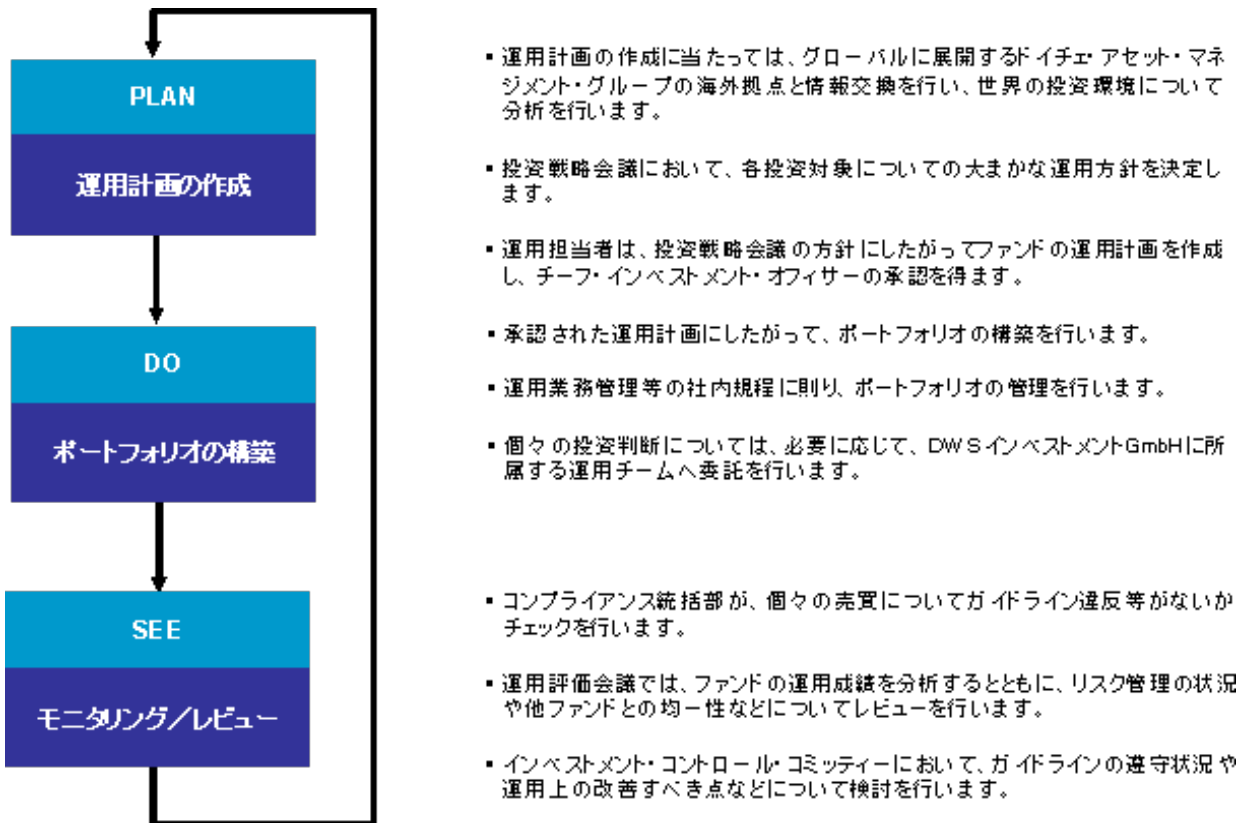 PLAN
運用計画の作成
▪ 運用計画の作成に当たっては、グローバルに展開するドイチェ・アセット・マネ
ジメント・グループの海外拠点と情報交換を行い、世界の投資環境について
分析を行います。
▪ 投資戦略会議において、各投資対象についての大まかな運用方針を決定し
ます。
▪ 運用担当者は、投資戦略会議の方針にしたがってファンドの運用計画を作成
し、チーフ・インベストメント・オフィサーの承認を得ます。
DO
ポートフォリオの構築
▪ 承認された運用計画にしたがって、ポートフォリオの構築を行います。
▪ 運用業務管理等の社内規程に則り、ポートフォリオの管理を行います。
▪ 個々の投資判断については、必要に応じて、DWSインベストメントGmbHに所
属する運用チームへ委託を行います。
SEE
モニタリング／レビュー
▪ コンプライアンス統括部が、個々の売買についてガイドライン違反等がないか
チェックを行います。
▪ 運用評価会議では、ファンドの運用成績を分析するとともに、リスク管理の状況
や他ファンドとの均一性などについてレビューを行います。
▪ インベストメント・コントロール・コミッティーにおいて、ガイドラインの遵守状況や
運用上の改善すべき点などについて検討を行います。